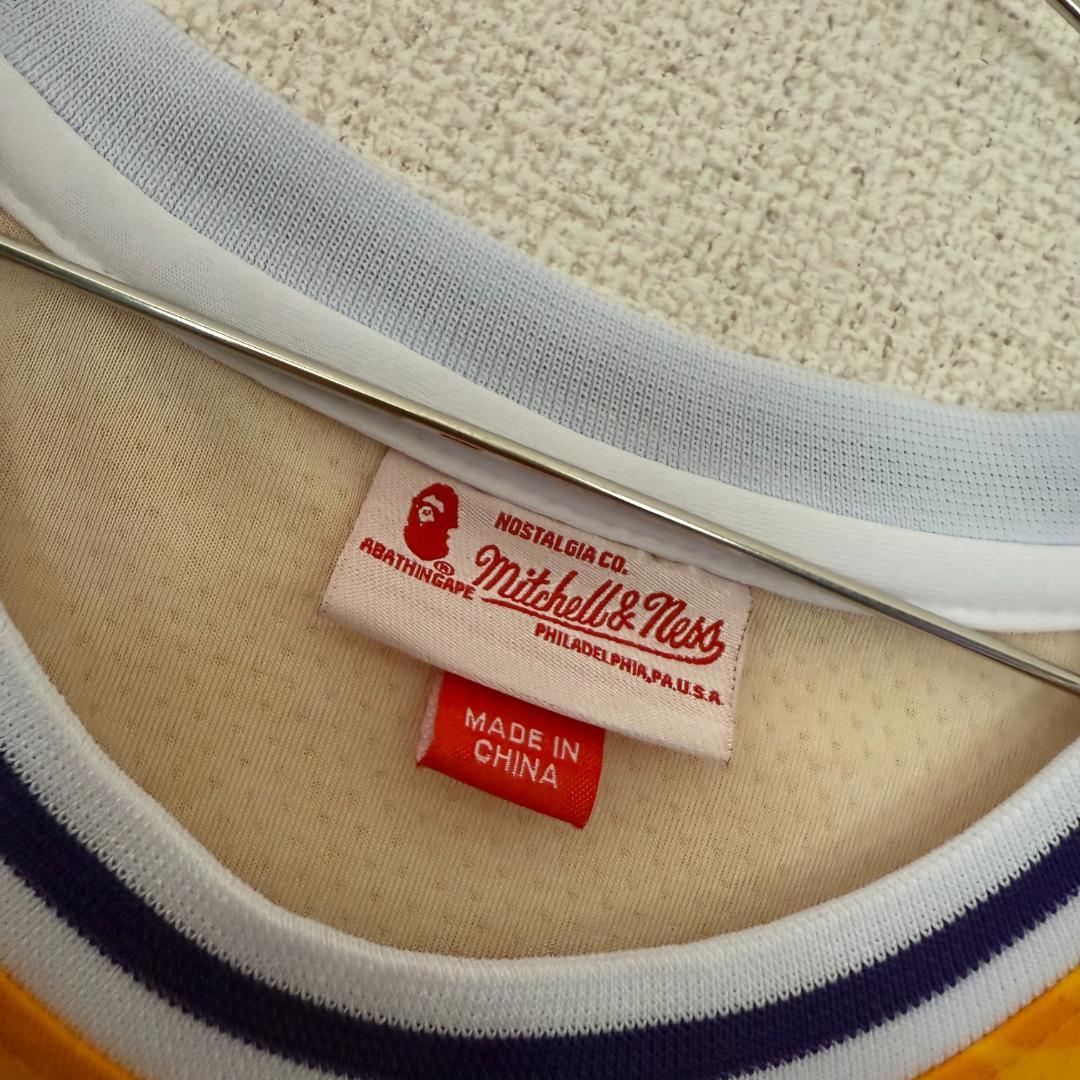 ABATHINGAPE®
NOSTALGIA CO.
Mitchell & Ness
PHILADELPHIA, PA. U.S.A.
MADE IN
CHINA